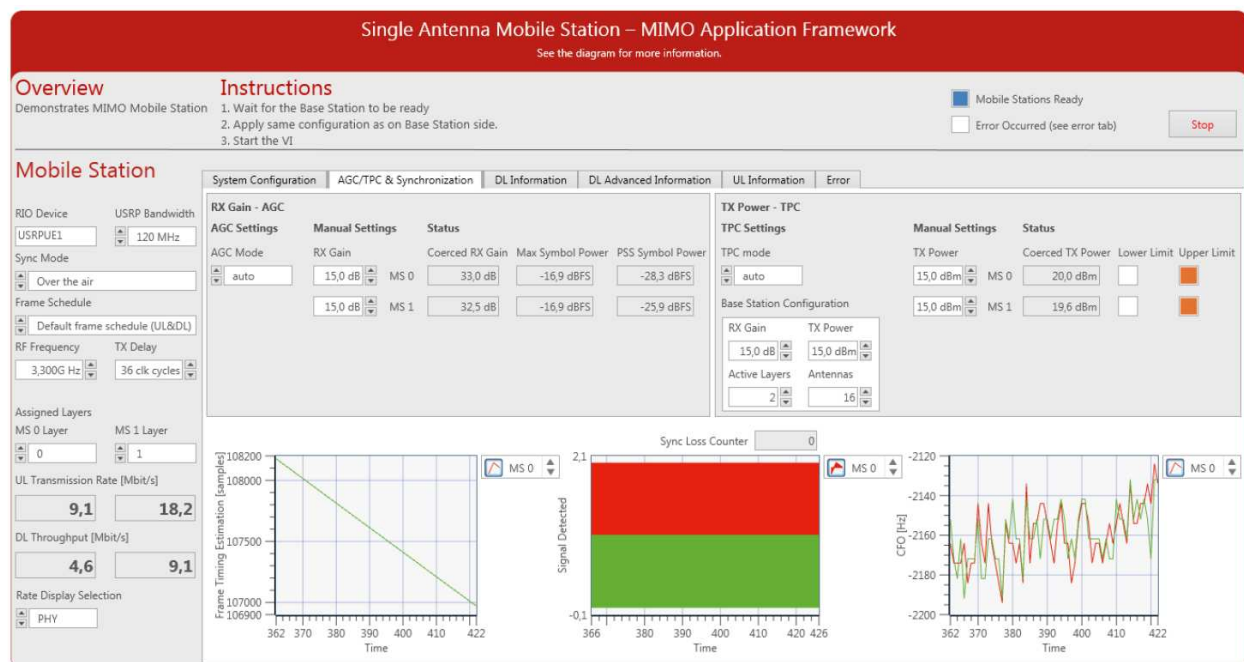 Single Antenna Mobile Station – MIMO Application Framework
See the diagram for more information.
Overview
Demonstrates MIMO Mobile Station
Instructions
1. Wait for the Base Station to be ready
2. Apply same configuration as on Base Station side.
3. Start the VI
Mobile Stations Ready
Error Occurred (see error tab)
Stop
Mobile Station
RIO Device USRP Bandwidth
USRPUE1 120 MHz
Sync Mode
Over the air
Frame Schedule
Default frame schedule (UL&DL)
RF Frequency TX Delay
3,300G Hz 36 clk cycles
Assigned Layers
MS 0 Layer MS 1 Layer
0 1
UL Transmission Rate [Mbit/s]
9,1 18,2
DL Throughput [Mbit/s]
4,6 9,1
Rate Display Selection
PHY
System Configuration AGC/TPC & Synchronization DL Information DL Advanced Information UL Information Error
RX Gain - AGC
AGC Settings Manual Settings Status
AGC Mode RX Gain Coerced RX Gain Max Symbol Power PSS Symbol Power
auto 15,0 dB MS 0 33,0 dB -16,9 dBFS -28,3 dBFS
15,0 dB MS 1 32,5 dB -16,9 dBFS -25,9 dBFS
TX Power - TPC
TPC Settings Manual Settings Status
TPC mode TX Power Coerced TX Power Lower Limit Upper Limit
auto 15,0 dBm MS 0 20,0 dBm
Base Station Configuration 15,0 dBm MS 1 19,6 dBm
RX Gain TX Power
15,0 dB 15,0 dBm
Active Layers Antennas
2 16
Sync Loss Counter 0
Frame Timing Estimation [samples]
108200
108000
107500
107000
106900
362 370 380 390 400 410 422
Time
MS 0
Signal Detected
2,1
-0,1
366 380 390 400 410 420 426
Time
MS 0
CFO [Hz]
-2120
-2140
-2160
-2180
-2200
362 370 380 390 400 410 422
Time
MS 0